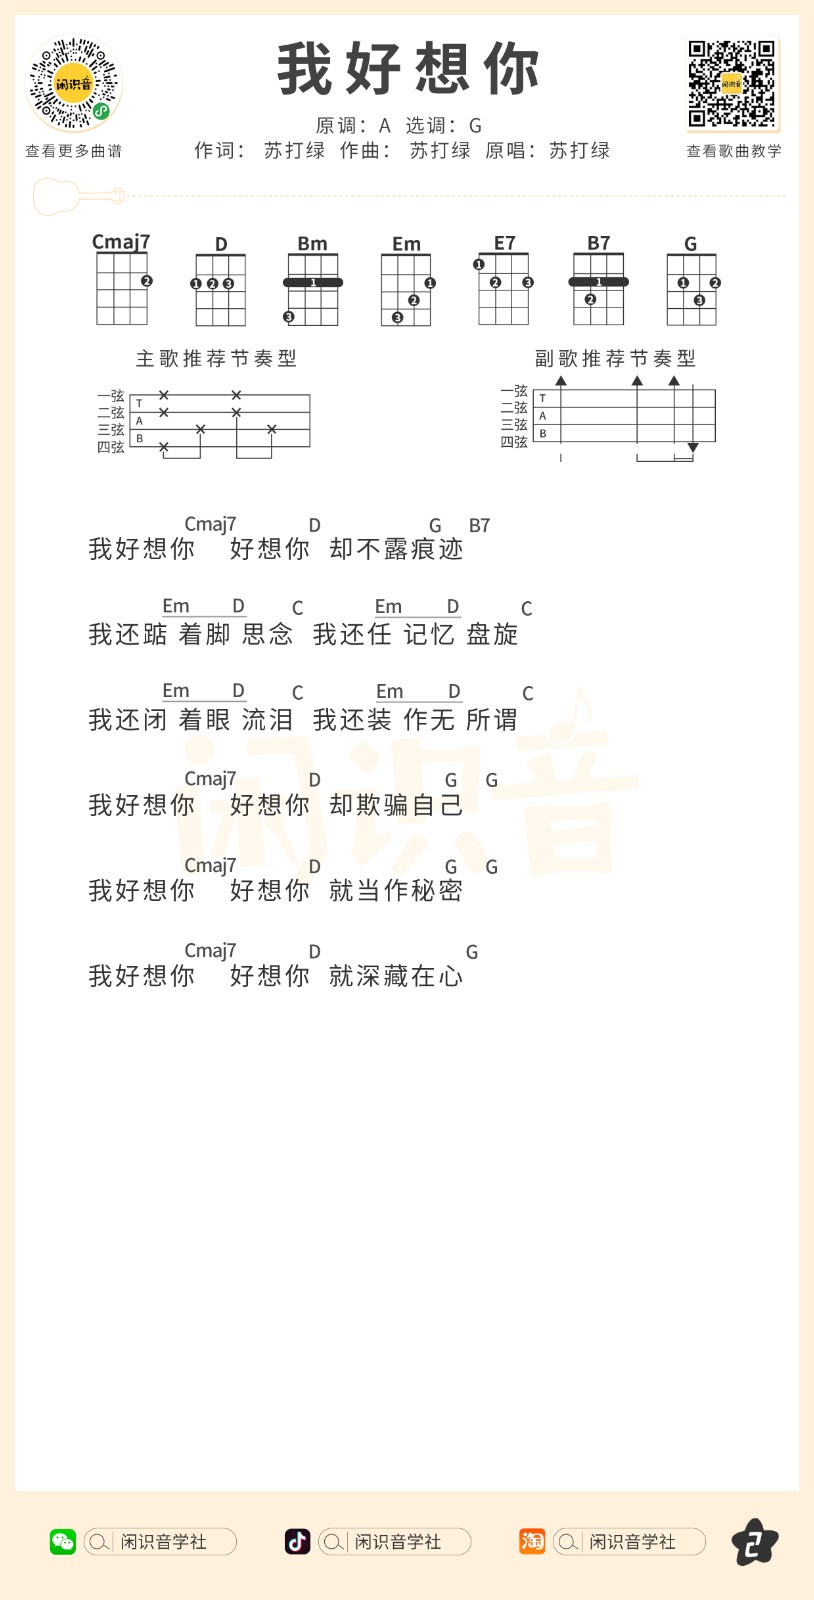 我好想你
闲识音
闲识音
原调：A 选调：G
查看更多曲谱
作词： 苏打绿 作曲： 苏打绿 原唱：苏打绿
查看歌曲教学
Cmaj7 D Bm Em E7 B7 G
2
1 2 3
1 3
1 2 3
1 2 3
1 2
1 2 3
主歌推荐节奏型 副歌推荐节奏型
一弦 T
二弦 A
三弦 B
四弦
一弦 T
二弦 A
三弦 B
四弦
Cmaj7 D G B7
我好想你 好想你 却不露痕迹
Em D C Em D C
我还踮 着脚 思念 我还任 记忆 盘旋
Em D C Em D C
我还闭 着眼 流泪 我还装 作无 所谓
闲识音
Cmaj7 D G G
我好想你 好想你 却欺骗自己
Cmaj7 D G G
我好想你 好想你 就当作秘密
Cmaj7 D G
我好想你 好想你 就深藏在心
闲识音学社 淘 闲识音学社 闲识音学社 2